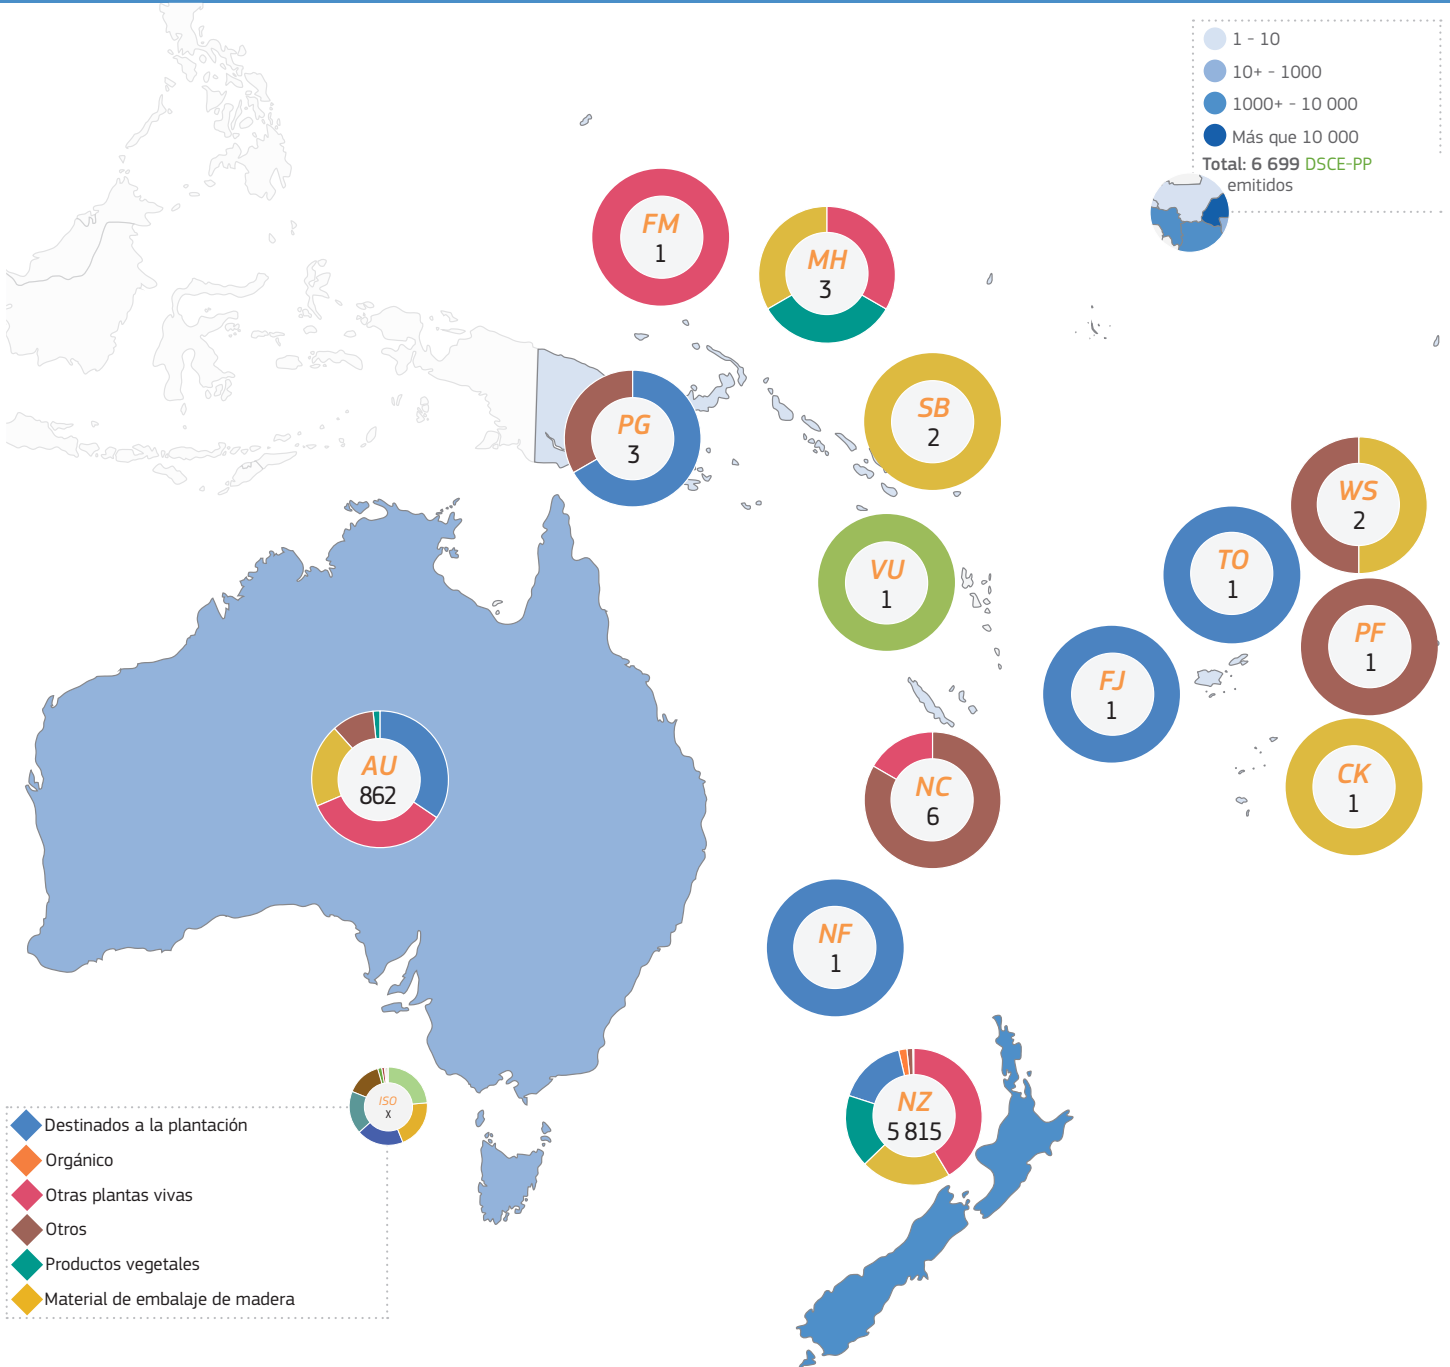 1 - 10
10+ - 1000
1000+ - 10 000
Más que 10 000
Total: 6 699 DSCE-PP
emitidos
FM
1
MH
3
SB
2
PG
3
WS
2
TO
1
VU
1
PF
1
FJ
1
AU
862
NC
6
CK
1
NF
1
NZ
5 815
ISO
X
Destinados a la plantación
Orgánico
Otras plantas vivas
Otros
Productos vegetales
Material de embalaje de madera